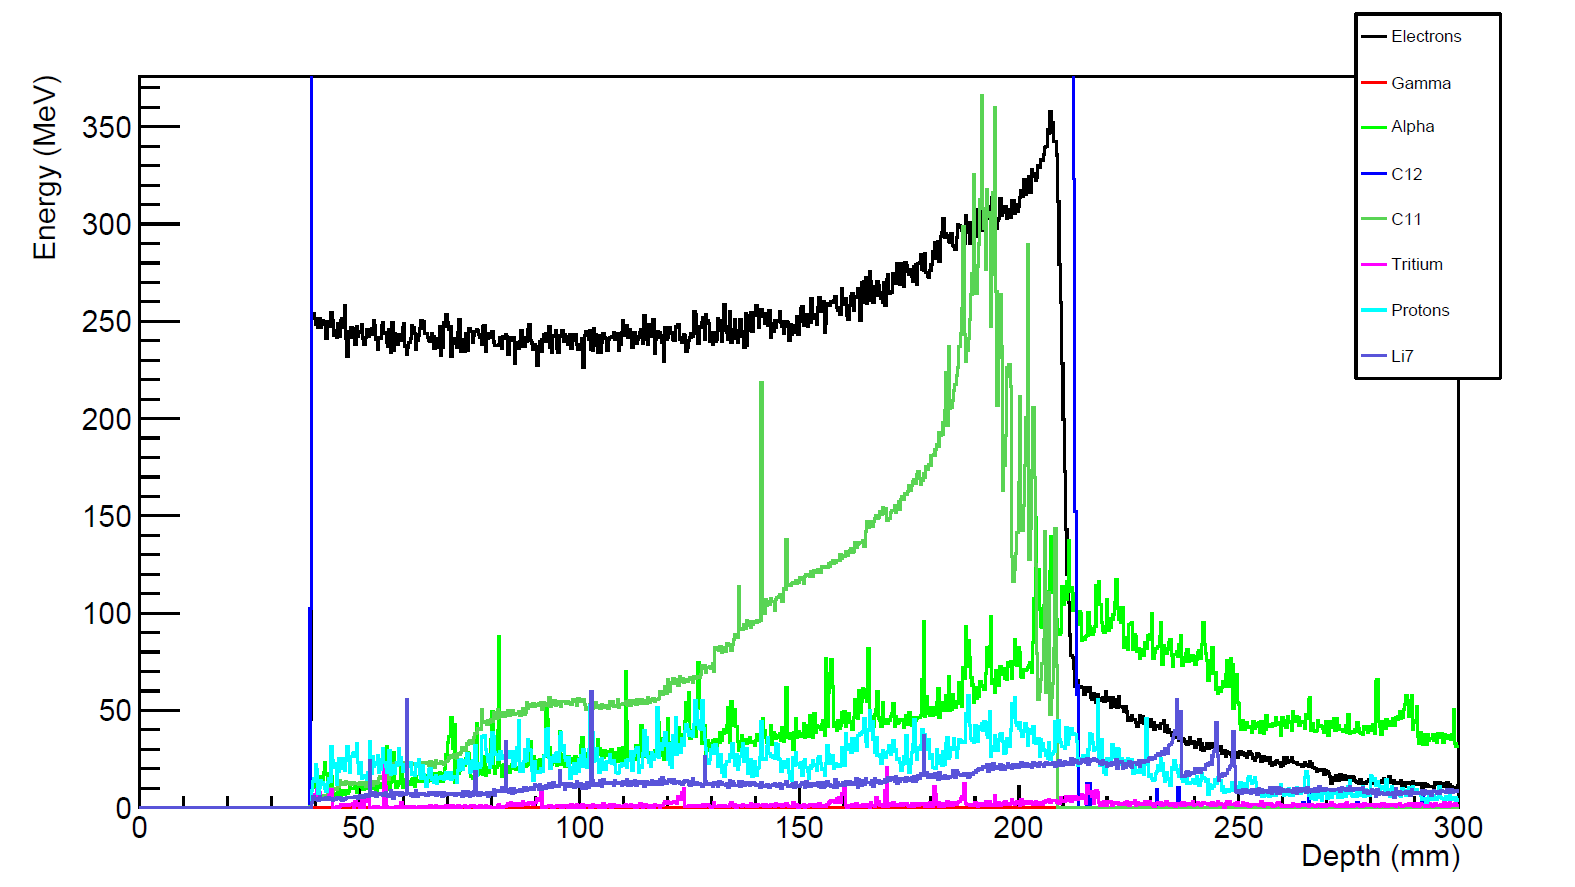 Electrons
Gamma
Alpha
C12
C11
Tritium
Protons
Li7
Energy (MeV)
350
300
250
200
150
100
50
0
0 50 100 150 200 250 300
Depth (mm)